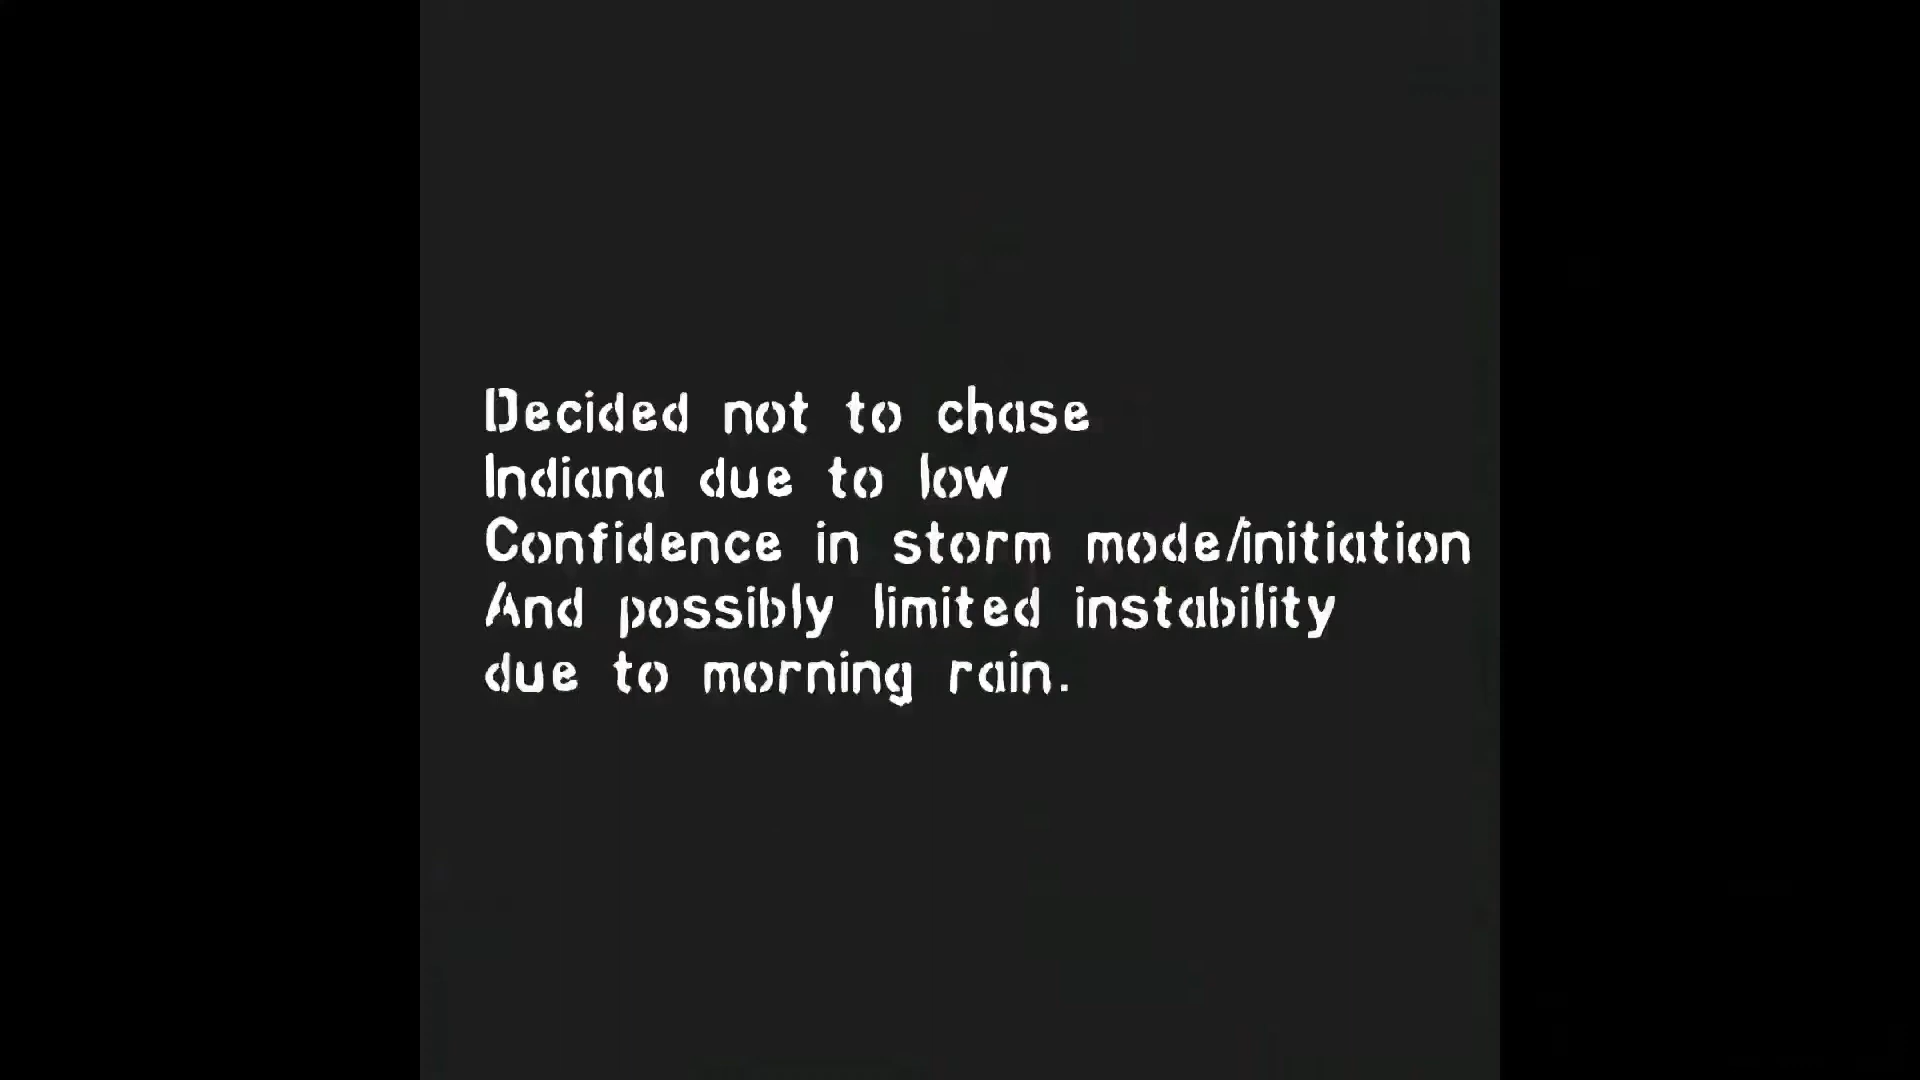 Decided not to chase
Indiana due to low
Confidence in storm mode/initiation
And possibly limited instability
due to morning rain.